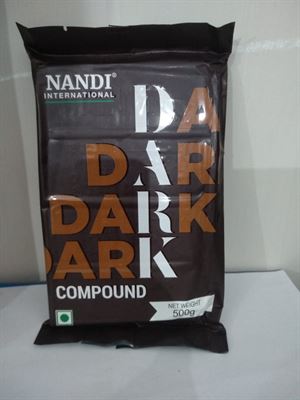 NANDI®
INTERNATIONAL
DA
DAR
DARK
DARK
COMPOUND
NET WEIGHT
500g